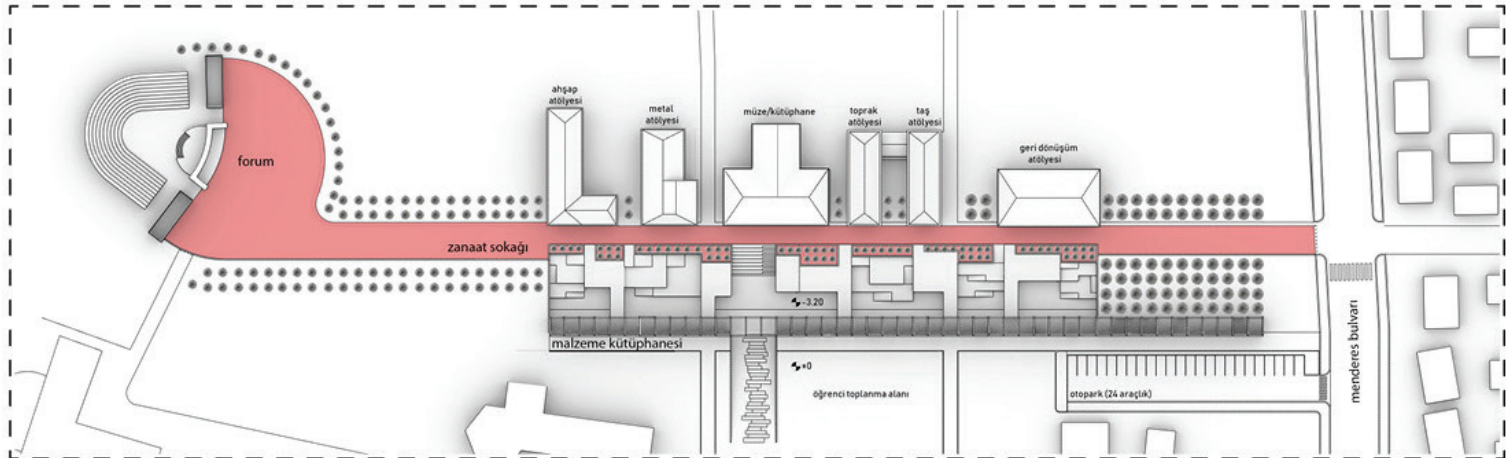 ahşap
atölyesi
metal
atölyesi
müze/kütüphane
toprak
atölyesi
taş
atölyesi
geri dönüşüm
atölyesi
forum
zanaat sokağı
-3.20
malzeme kütüphanesi
+0
öğrenci toplanma alanı
otopark (24 araçlık)
menderes bulvarı